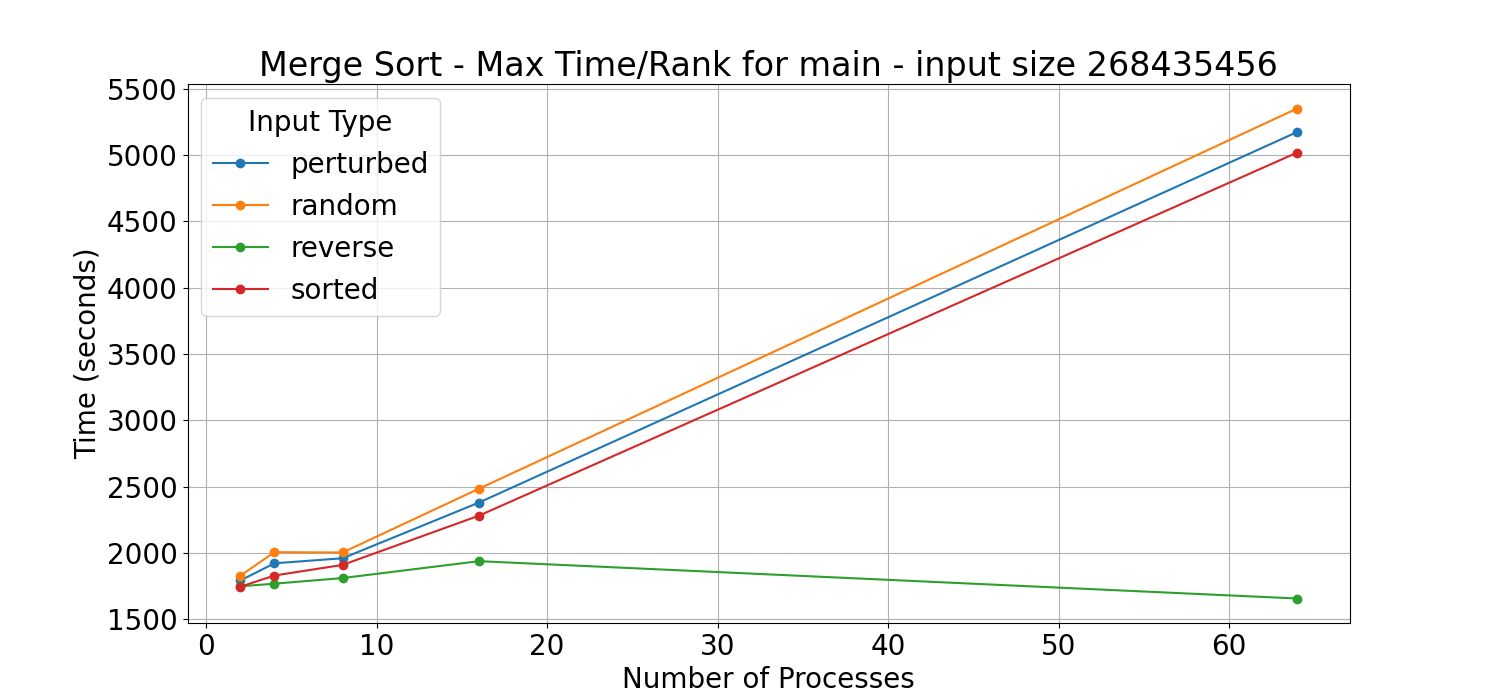 Merge Sort - Max Time/Rank for main - input size 268435456
5500
5000
4500
4000
3500
3000
2500
2000
1500
Time (seconds)
Input Type
perturbed
random
reverse
sorted
0 10 20 30 40 50 60
Number of Processes